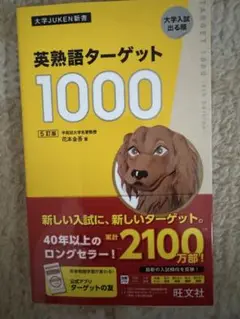 大学JUKEN新書
大学入試
出る順
英熟語ターゲット
1000
5訂版
花本金吾 著
新しい入試に、新しいターゲット。
40年以上の
ロングセラー!
累計
2100
万部!
公式アプリ
ターゲットの友
旺文社